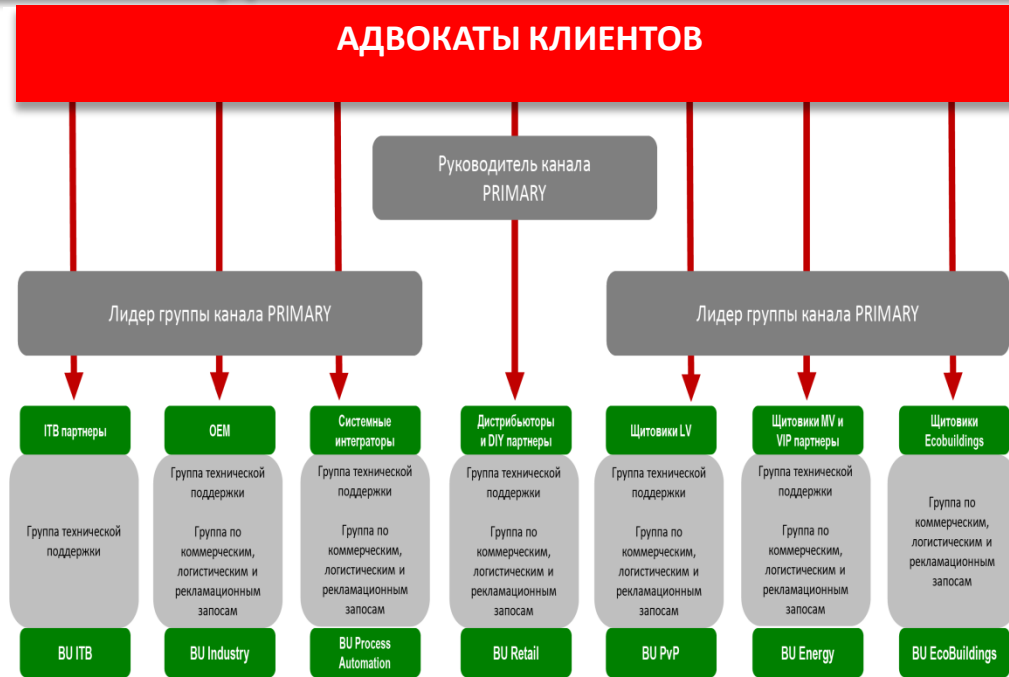 АДВОКАТЫ КЛИЕНТОВ
Руководитель канала
PRIMARY
Лидер группы канала PRIMARY
Лидер группы канала PRIMARY
ITB партнеры
Группа технической
поддержки
BU ITB
OEM
Группа технической
поддержки
Группа по
коммерческим,
логистическим и
рекламационным
запосам
BU Industry
Системные
интеграторы
Группа технической
поддержки
Группа по
коммерческим,
логистическим и
рекламационным
запосам
BU Process
Automation
Дистрибьюторы
и DIY партнеры
Группа технической
поддержки
Группа по
коммерческим,
логистическим и
рекламационным
запосам
BU Retail
Щитовики LV
Группа технической
поддержки
Группа по
коммерческим,
логистическим и
рекламационным
запосам
BU PvP
Щитовики MV и
VIP партнеры
Группа технической
поддержки
Группа по
коммерческим,
логистическим и
рекламационным
запосам
BU Energy
Щитовики
Ecobuildings
Группа по
коммерческим,
логистическим и
рекламационным
запосам
BU EcoBuildings